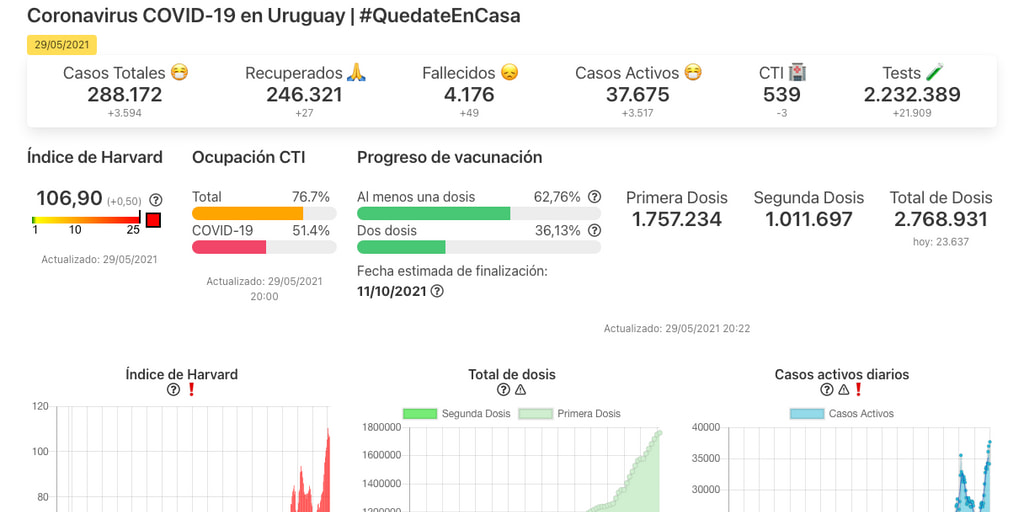 Coronavirus COVID-19 en Uruguay | #QuedateEnCasa
29/05/2021
Casos Totales 😷 Recuperados 🙏 Fallecidos 😞 Casos Activos 😷 CTI 🏥 Tests 🧪
288.172 246.321 4.176 37.675 539 2.232.389
+3.594 +27 +49 +3.517 -3 +21.909
Índice de Harvard
106,90 (+0,50)
1 10 25
Actualizado: 29/05/2021
Ocupación CTI
Total 76.7%
COVID-19 51.4%
Actualizado: 29/05/2021
20:00
Progreso de vacunación
Al menos una dosis 62,76%
Dos dosis 36,13%
Fecha estimada de finalización:
11/10/2021
Primera Dosis Segunda Dosis Total de Dosis
1.757.234 1.011.697 2.768.931
hoy: 23.637
Actualizado: 29/05/2021 20:22
Índice de Harvard
❗
120
100
80
Total de dosis
⚠
Segunda Dosis Primera Dosis
1800000
1600000
1400000
1200000
Casos activos diarios
⚠ ❗
Casos Activos
40000
35000
30000